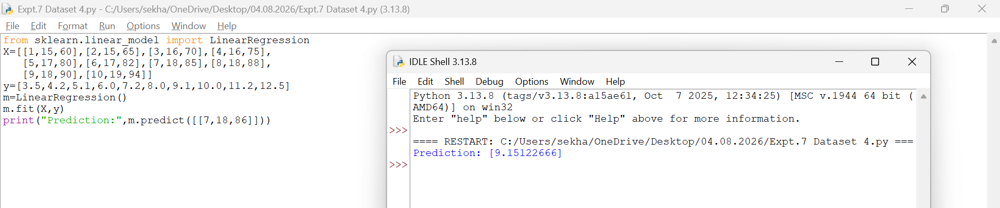 Expt.7 Dataset 4.py - C:/Users/sekha/OneDrive/Desktop/04.08.2026/Expt.7 Dataset 4.py (3.13.8)
File Edit Format Run Options Window Help
from sklearn.linear_model import LinearRegression
X=[[1,15,60],[2,15,65],[3,16,70],[4,16,75],
[5,17,80],[6,17,82],[7,18,85],[8,18,88],
[9,18,90],[10,19,94]]
y=[3.5,4.2,5.1,6.0,7.2,8.0,9.1,10.0,11.2,12.5]
m=LinearRegression()
m.fit(X,y)
print("Prediction:",m.predict([[7,18,86]]))
IDLE Shell 3.13.8
File Edit Shell Debug Options Window Help
Python 3.13.8 (tags/v3.13.8:a15ae61, Oct  7 2025, 12:34:25) [MSC v.1944 64 bit (
AMD64)] on win32
Enter "help" below or click "Help" above for more information.
>>>
==== RESTART: C:/Users/sekha/OneDrive/Desktop/04.08.2026/Expt.7 Dataset 4.py ===
Prediction: [9.15122666]
>>>